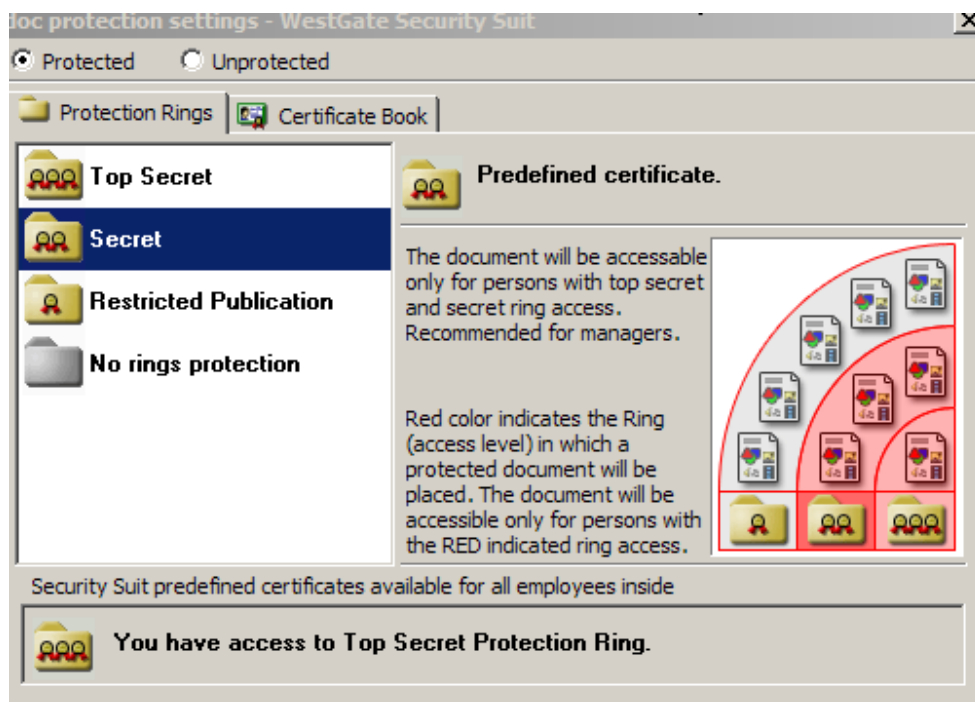 doc protection settings - WestGate Security Suit
Protected Unprotected
Protection Rings Certificate Book
Top Secret
Secret
Restricted Publication
No rings protection
Predefined certificate.
The document will be accessable
only for persons with top secret
and secret ring access.
Recommended for managers.
Red color indicates the Ring
(access level) in which a
protected document will be
placed. The document will be
accessible only for persons with
the RED indicated ring access.
Security Suit predefined certificates available for all employees inside
You have access to Top Secret Protection Ring.